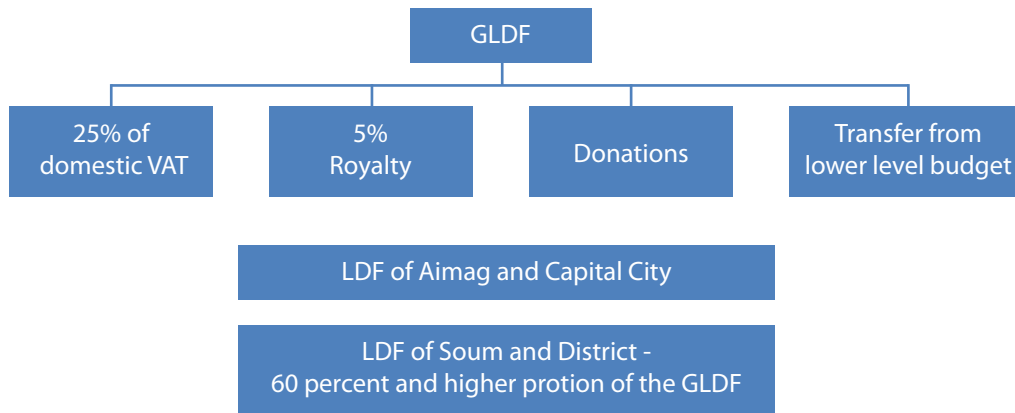 GLDF
25% of
domestic VAT
5%
Royalty
Donations
Transfer from
lower level budget
LDF of Aimag and Capital City
LDF of Soum and District -
60 percent and higher protion of the GLDF